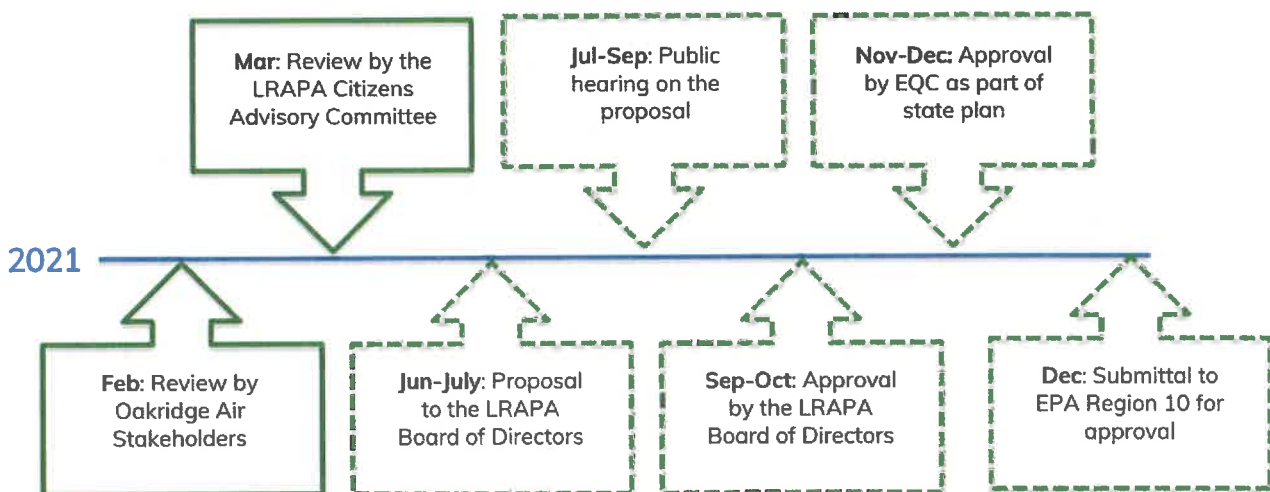 Mar: Review by the
LRAPA Citizens
Advisory Committee
Jul-Sep: Public
hearing on the
proposal
Nov-Dec: Approval
by EQC as part of
state plan
2021
Feb: Review by
Oakridge Air
Stakeholders
Jun-July: Proposal
to the LRAPA
Board of Directors
Sep-Oct: Approval
by the LRAPA
Board of Directors
Dec: Submittal to
EPA Region 10 for
approval